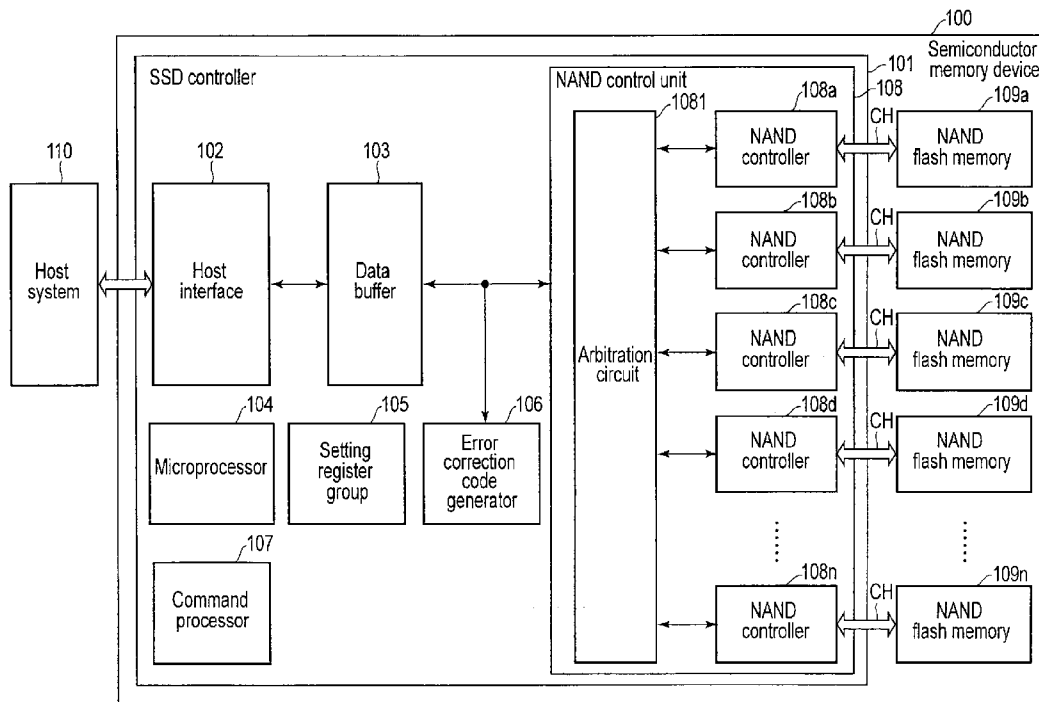 100
Semiconductor
memory device
101
SSD controller
NAND control unit
108
1081
108a
CH
109a
NAND
controller
NAND
flash memory
110
102
103
Host
system
Host
interface
Data
buffer
108b
CH
109b
NAND
controller
NAND
flash memory
Arbitration
circuit
108c
CH
109c
NAND
controller
NAND
flash memory
104
105
106
Microprocessor
Setting
register
group
Error
correction
code
generator
108d
CH
109d
NAND
controller
NAND
flash memory
107
Command
processor
108n
CH
109n
NAND
controller
NAND
flash memory